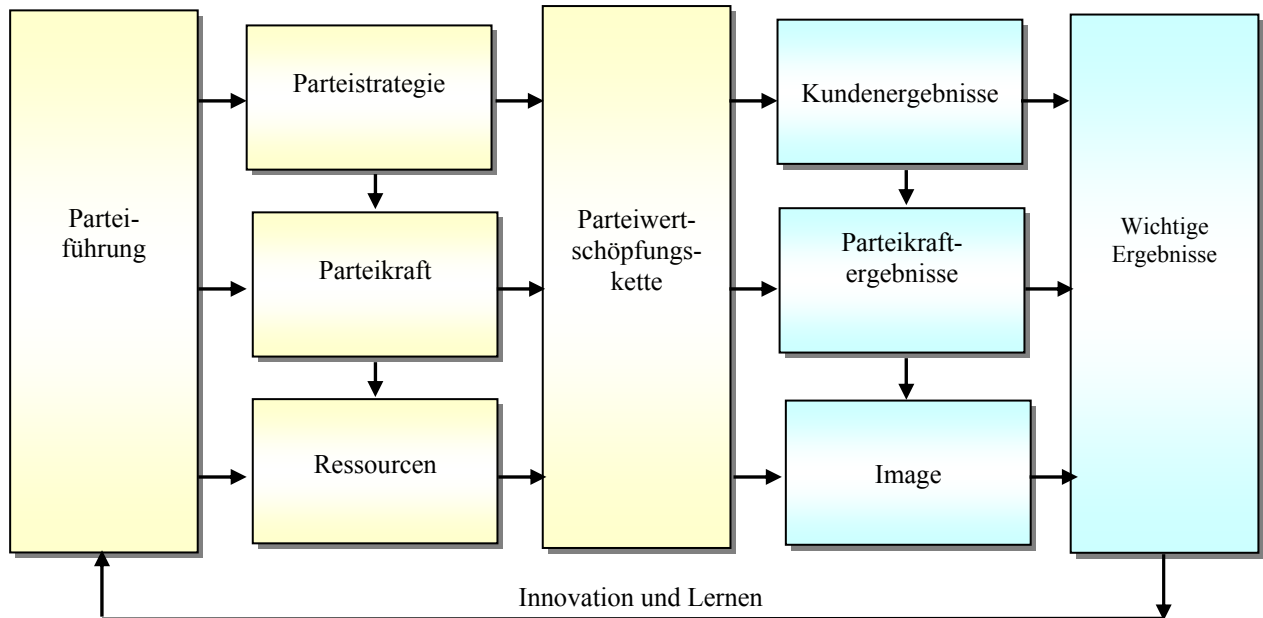 Partei-
führung
Parteistrategie
Parteikraft
Ressourcen
Parteiwert-
schöpfungs-
kette
Kundenergebnisse
Parteikraft-
ergebnisse
Image
Wichtige
Ergebnisse
Innovation und Lernen